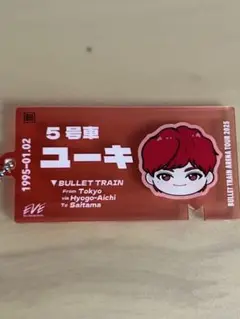 5号車
ユーキ
1995-01.02
▼BULLET TRAIN
From Tokyo
via Hyogo-Aichi
To Saitama
EVE
BULLET TRAIN ARENA TOUR 2025